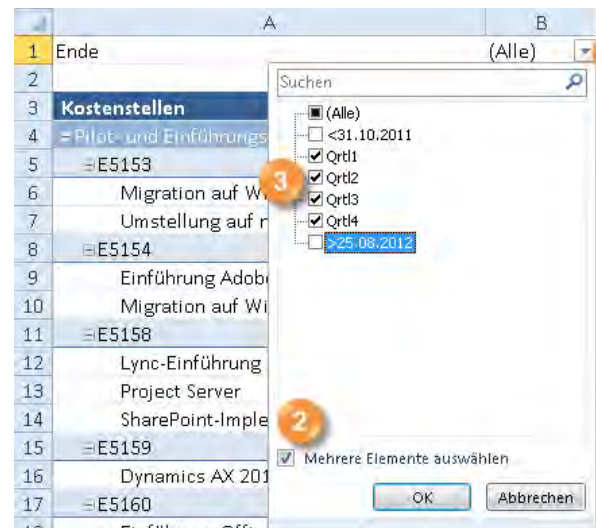 A B
1 Ende (Alle)
2 Suchen
3 Kostenstellen (Alle)
<31.10.2011
4 Pilot- und Einführungs
Qrtl1
5 E5153
3 Qrtl2
6 Migration auf W
Qrtl3
7 Umstellung auf r
Qrtl4
8 E5154
>25.08.2012
9 Einführung Adob
10 Migration auf Wi
11 E5158
12 Lync-Einführung
13 Project Server
14 SharePoint-Imple
2
15 E5159
Mehrere Elemente auswählen
16 Dynamics AX 201
17 E5160
OK Abbrechen